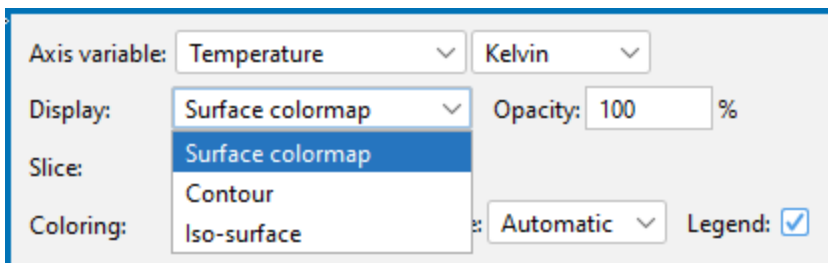 Axis variable: Temperature Kelvin
Display: Surface colormap Opacity: 100 %
Surface colormap
Slice:
Contour
Coloring: Iso-surface e: Automatic Legend: